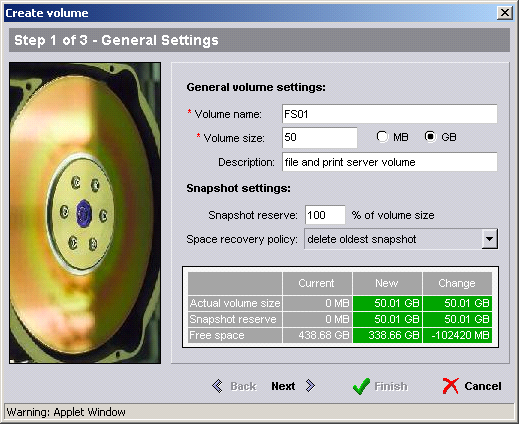 Create volume
Step 1 of 3 - General Settings
General volume settings:
* Volume name: FS01
* Volume size: 50 MB GB
Description: file and print server volume
Snapshot settings:
Snapshot reserve: 100 % of volume size
Space recovery policy: delete oldest snapshot
Current New Change
Actual volume size 0 MB 50.01 GB 50.01 GB
Snapshot reserve 0 MB 50.01 GB 50.01 GB
Free space 438.68 GB 338.66 GB -102420 MB
Back Next Finish Cancel
Warning: Applet Window